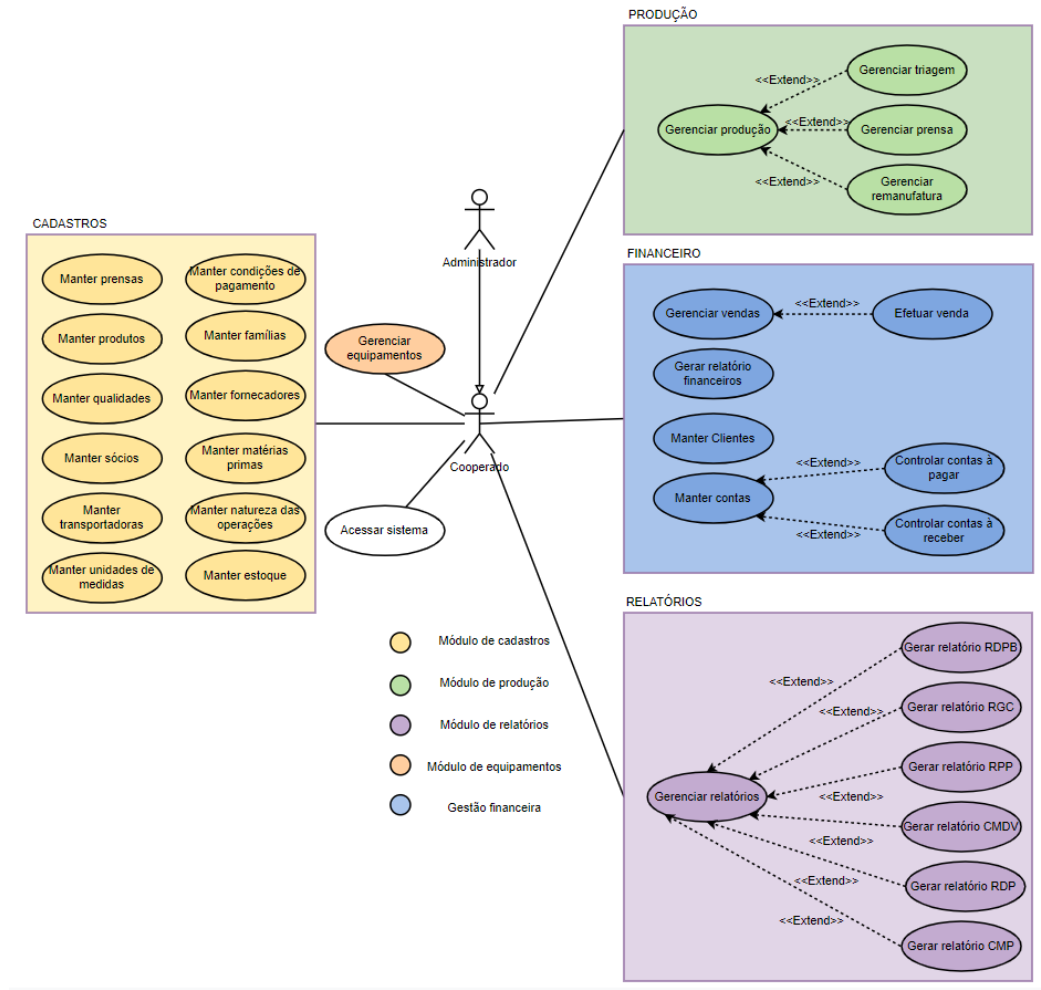 PRODUÇÃO
Gerenciar triagem
<<Extend>>
Gerenciar produção
<<Extend>>
Gerenciar prensa
<<Extend>>
Gerenciar
remanufatura
Administrador
CADASTROS
Manter prensas
Manter condições de
pagamento
Manter produtos
Manter famílias
Manter qualidades
Manter fornecedores
Manter sócios
Manter matérias
primas
Manter
transportadoras
Manter natureza das
operações
Manter unidades de
medidas
Manter estoque
Gerenciar
equipamentos
Cooperado
Acessar sistema
FINANCEIRO
Gerenciar vendas
<<Extend>>
Efetuar venda
Gerar relatório
financeiros
Manter Clientes
Manter contas
<<Extend>>
Controlar contas à
pagar
<<Extend>>
Controlar contas à
receber
Módulo de cadastros
Módulo de produção
Módulo de relatórios
Módulo de equipamentos
Gestão financeira
RELATÓRIOS
Gerar relatório RDPB
<<Extend>>
Gerar relatório RGC
<<Extend>>
Gerar relatório RPP
Gerenciar relatórios
<<Extend>>
Gerar relatório CMDV
<<Extend>>
Gerar relatório RDP
<<Extend>>
Gerar relatório CMP
<<Extend>>